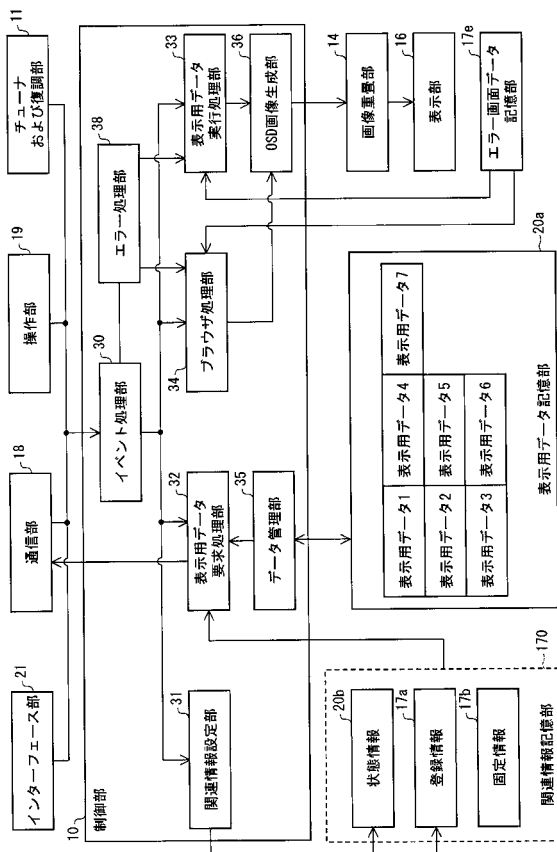 インターフェース部
21
通信部
18
操作部
19
チューナ
および復調部
11
10
制御部
イベント処理部
30
エラー処理部
38
関連情報設定部
31
表示用データ
要求処理部
32
データ管理部
35
ブラウザ処理部
34
表示用データ
実行処理部
33
OSD画像生成部
36
画像重畳部
14
表示部
16
エラー画面データ
記憶部
17e
状態情報
20b
登録情報
17a
固定情報
17b
関連情報記憶部
170
表示用データ1
表示用データ4
表示用データ7
表示用データ2
表示用データ5
表示用データ3
表示用データ6
表示用データ記憶部
20a